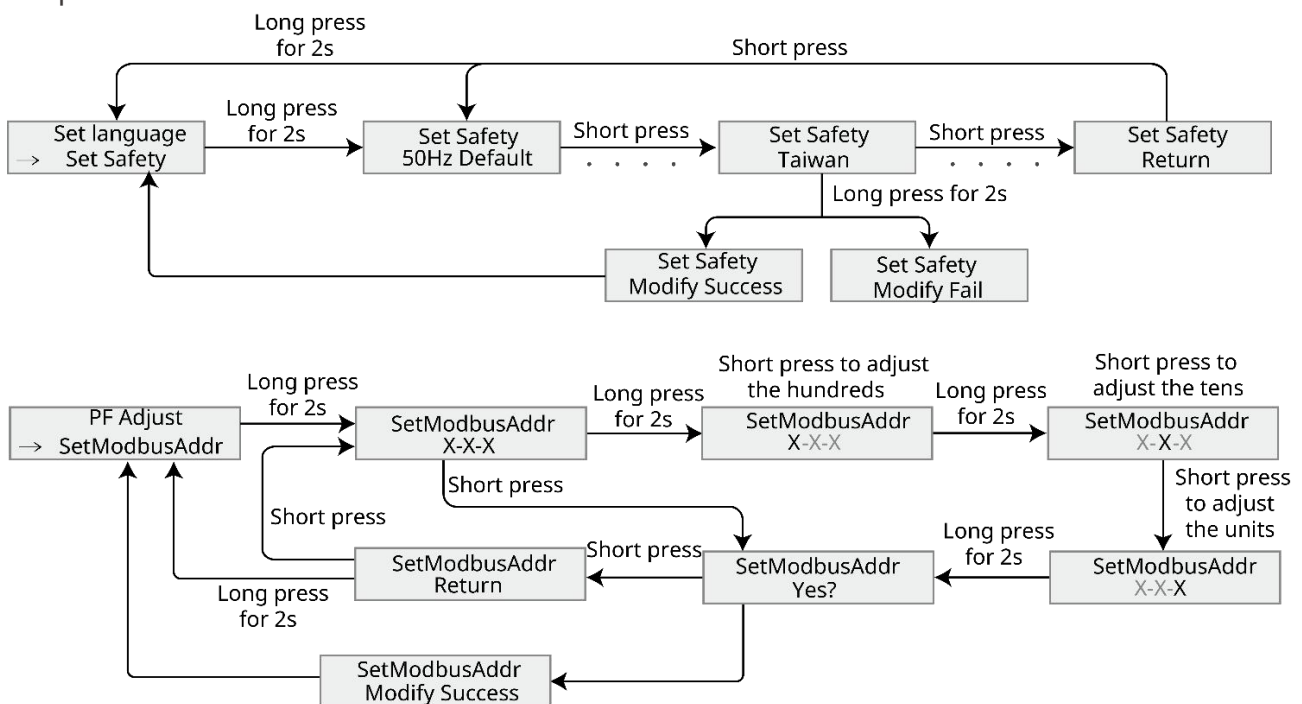 Long press
for 2s
Short press
Set language
→ Set Safety
Long press
for 2s
Set Safety
50Hz Default
Short press
. . . .
Set Safety
Taiwan
Short press
. . . .
Set Safety
Return
Long press for 2s
Set Safety
Modify Success
Set Safety
Modify Fail
PF Adjust
→ SetModbusAddr
Long press
for 2s
SetModbusAddr
X-X-X
Long press
for 2s
Short press to adjust
the hundreds
SetModbusAddr
X-X-X
Long press
for 2s
Short press to
adjust the tens
SetModbusAddr
X-X-X
Short press
Short press
to adjust
the units
Short press
SetModbusAddr
Return
Short press
SetModbusAddr
Yes?
Long press
for 2s
SetModbusAddr
X-X-X
Long press
for 2s
SetModbusAddr
Modify Success